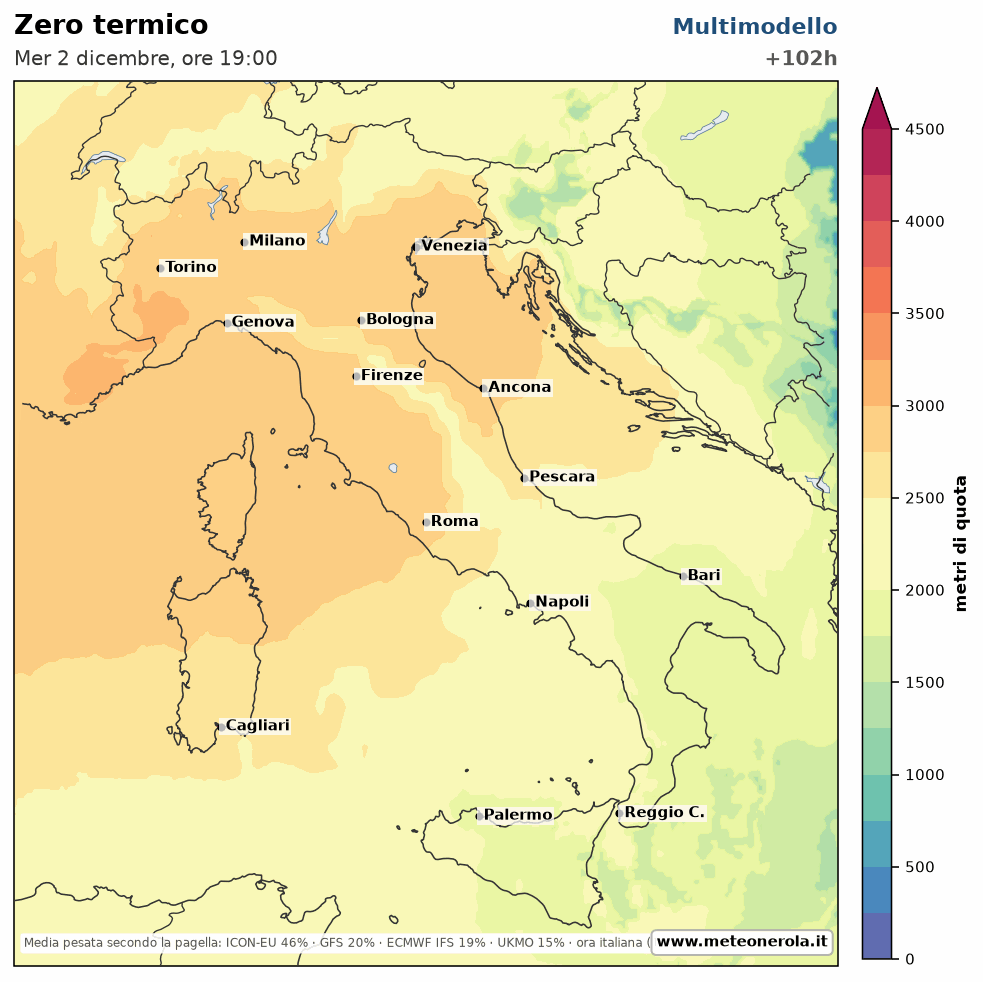 Zero termico
Multimodello
Mer 2 dicembre, ore 19:00
+102h
Milano
Venezia
Torino
Genova
Bologna
Firenze
Ancona
Pescara
Roma
Bari
Napoli
Cagliari
Palermo
Reggio C.
4500
4000
3500
3000
2500
2000
1500
1000
500
0
metri di quota
Media pesata secondo la pagella: ICON-EU 46% · GFS 20% · ECMWF IFS 19% · UKMO 15% · ora italiana (
www.meteonerola.it